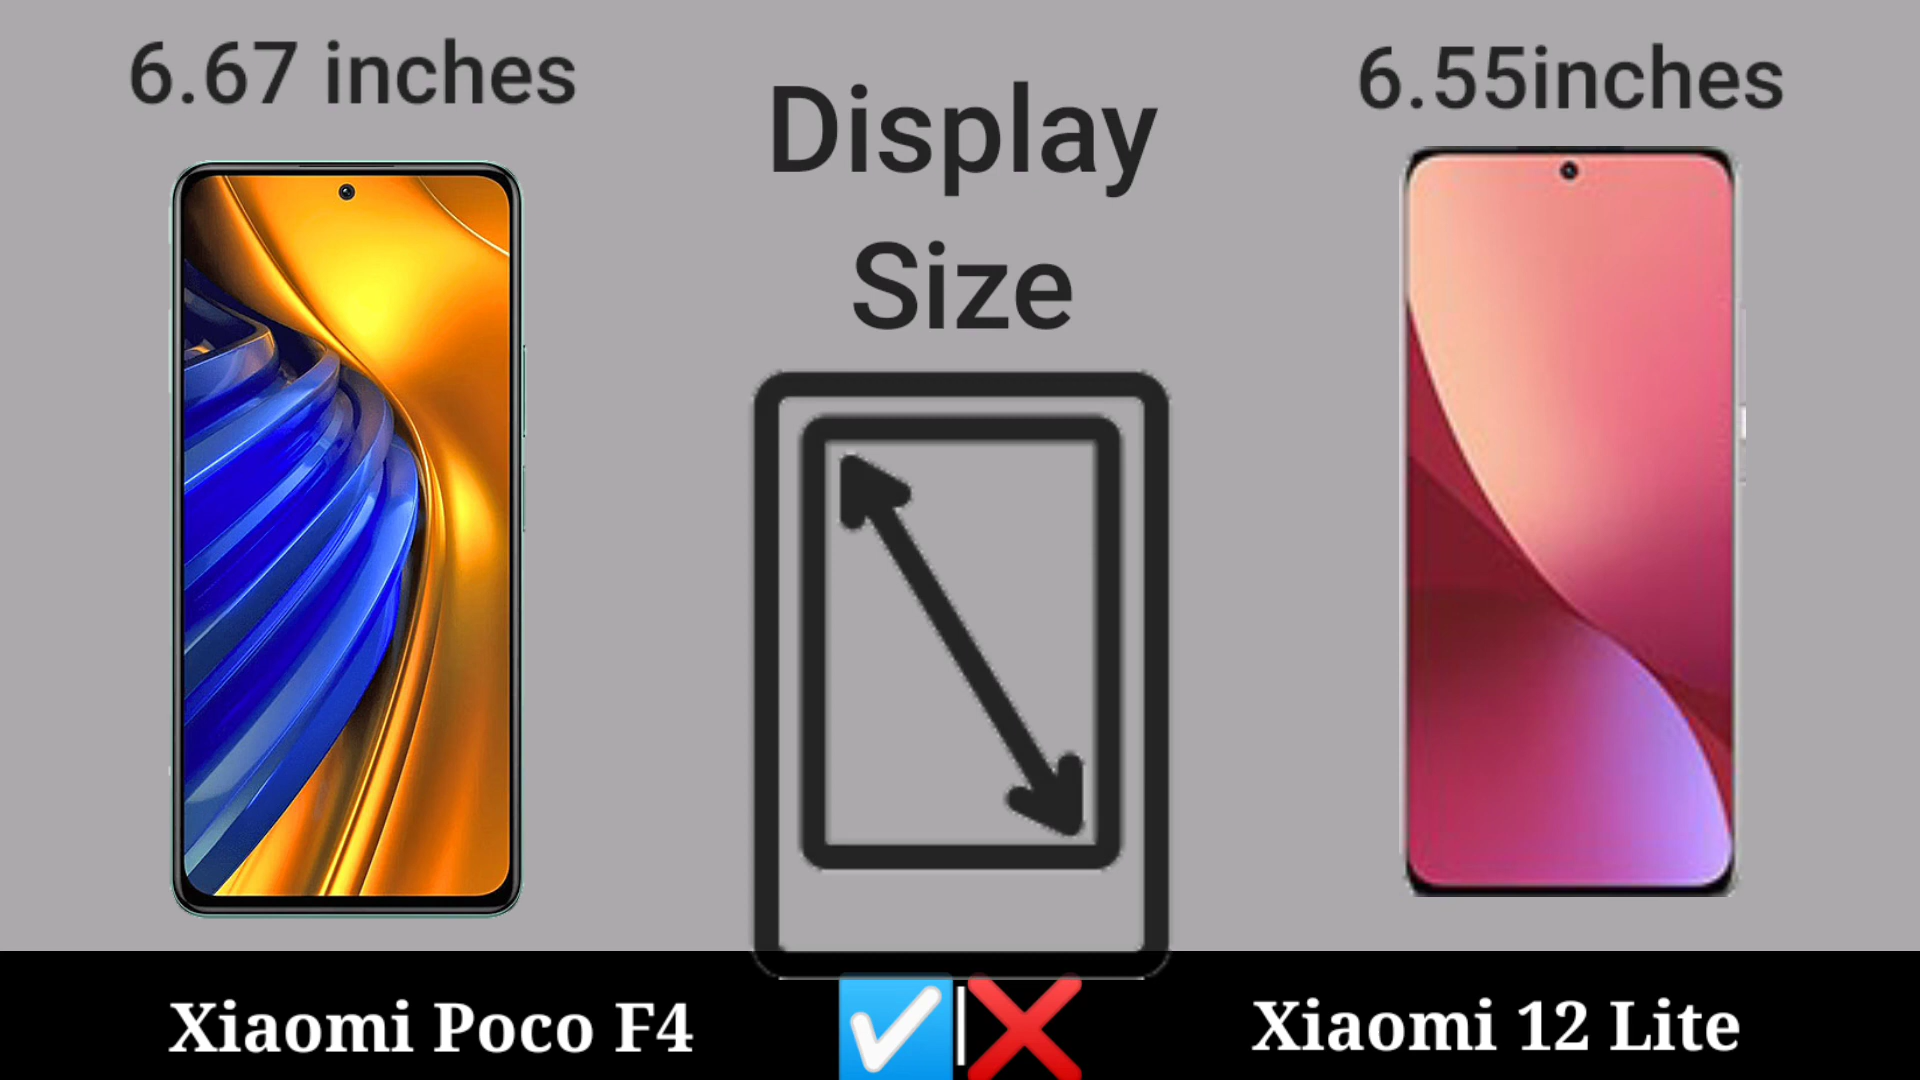 6.67 inches
Display
Size
6.55inches
Xiaomi Poco F4
Xiaomi 12 Lite